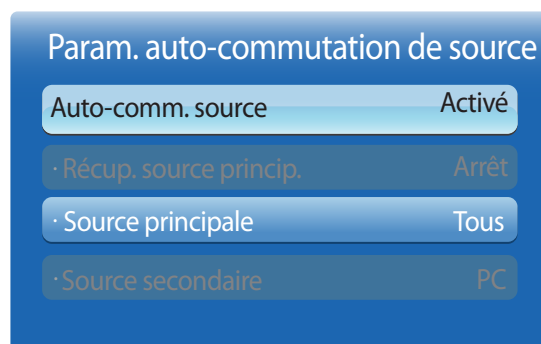 Param. auto-commutation de source
Auto-comm. source Activé
· Récup. source princip. Arrêt
· Source principale Tous
· Source secondaire PC